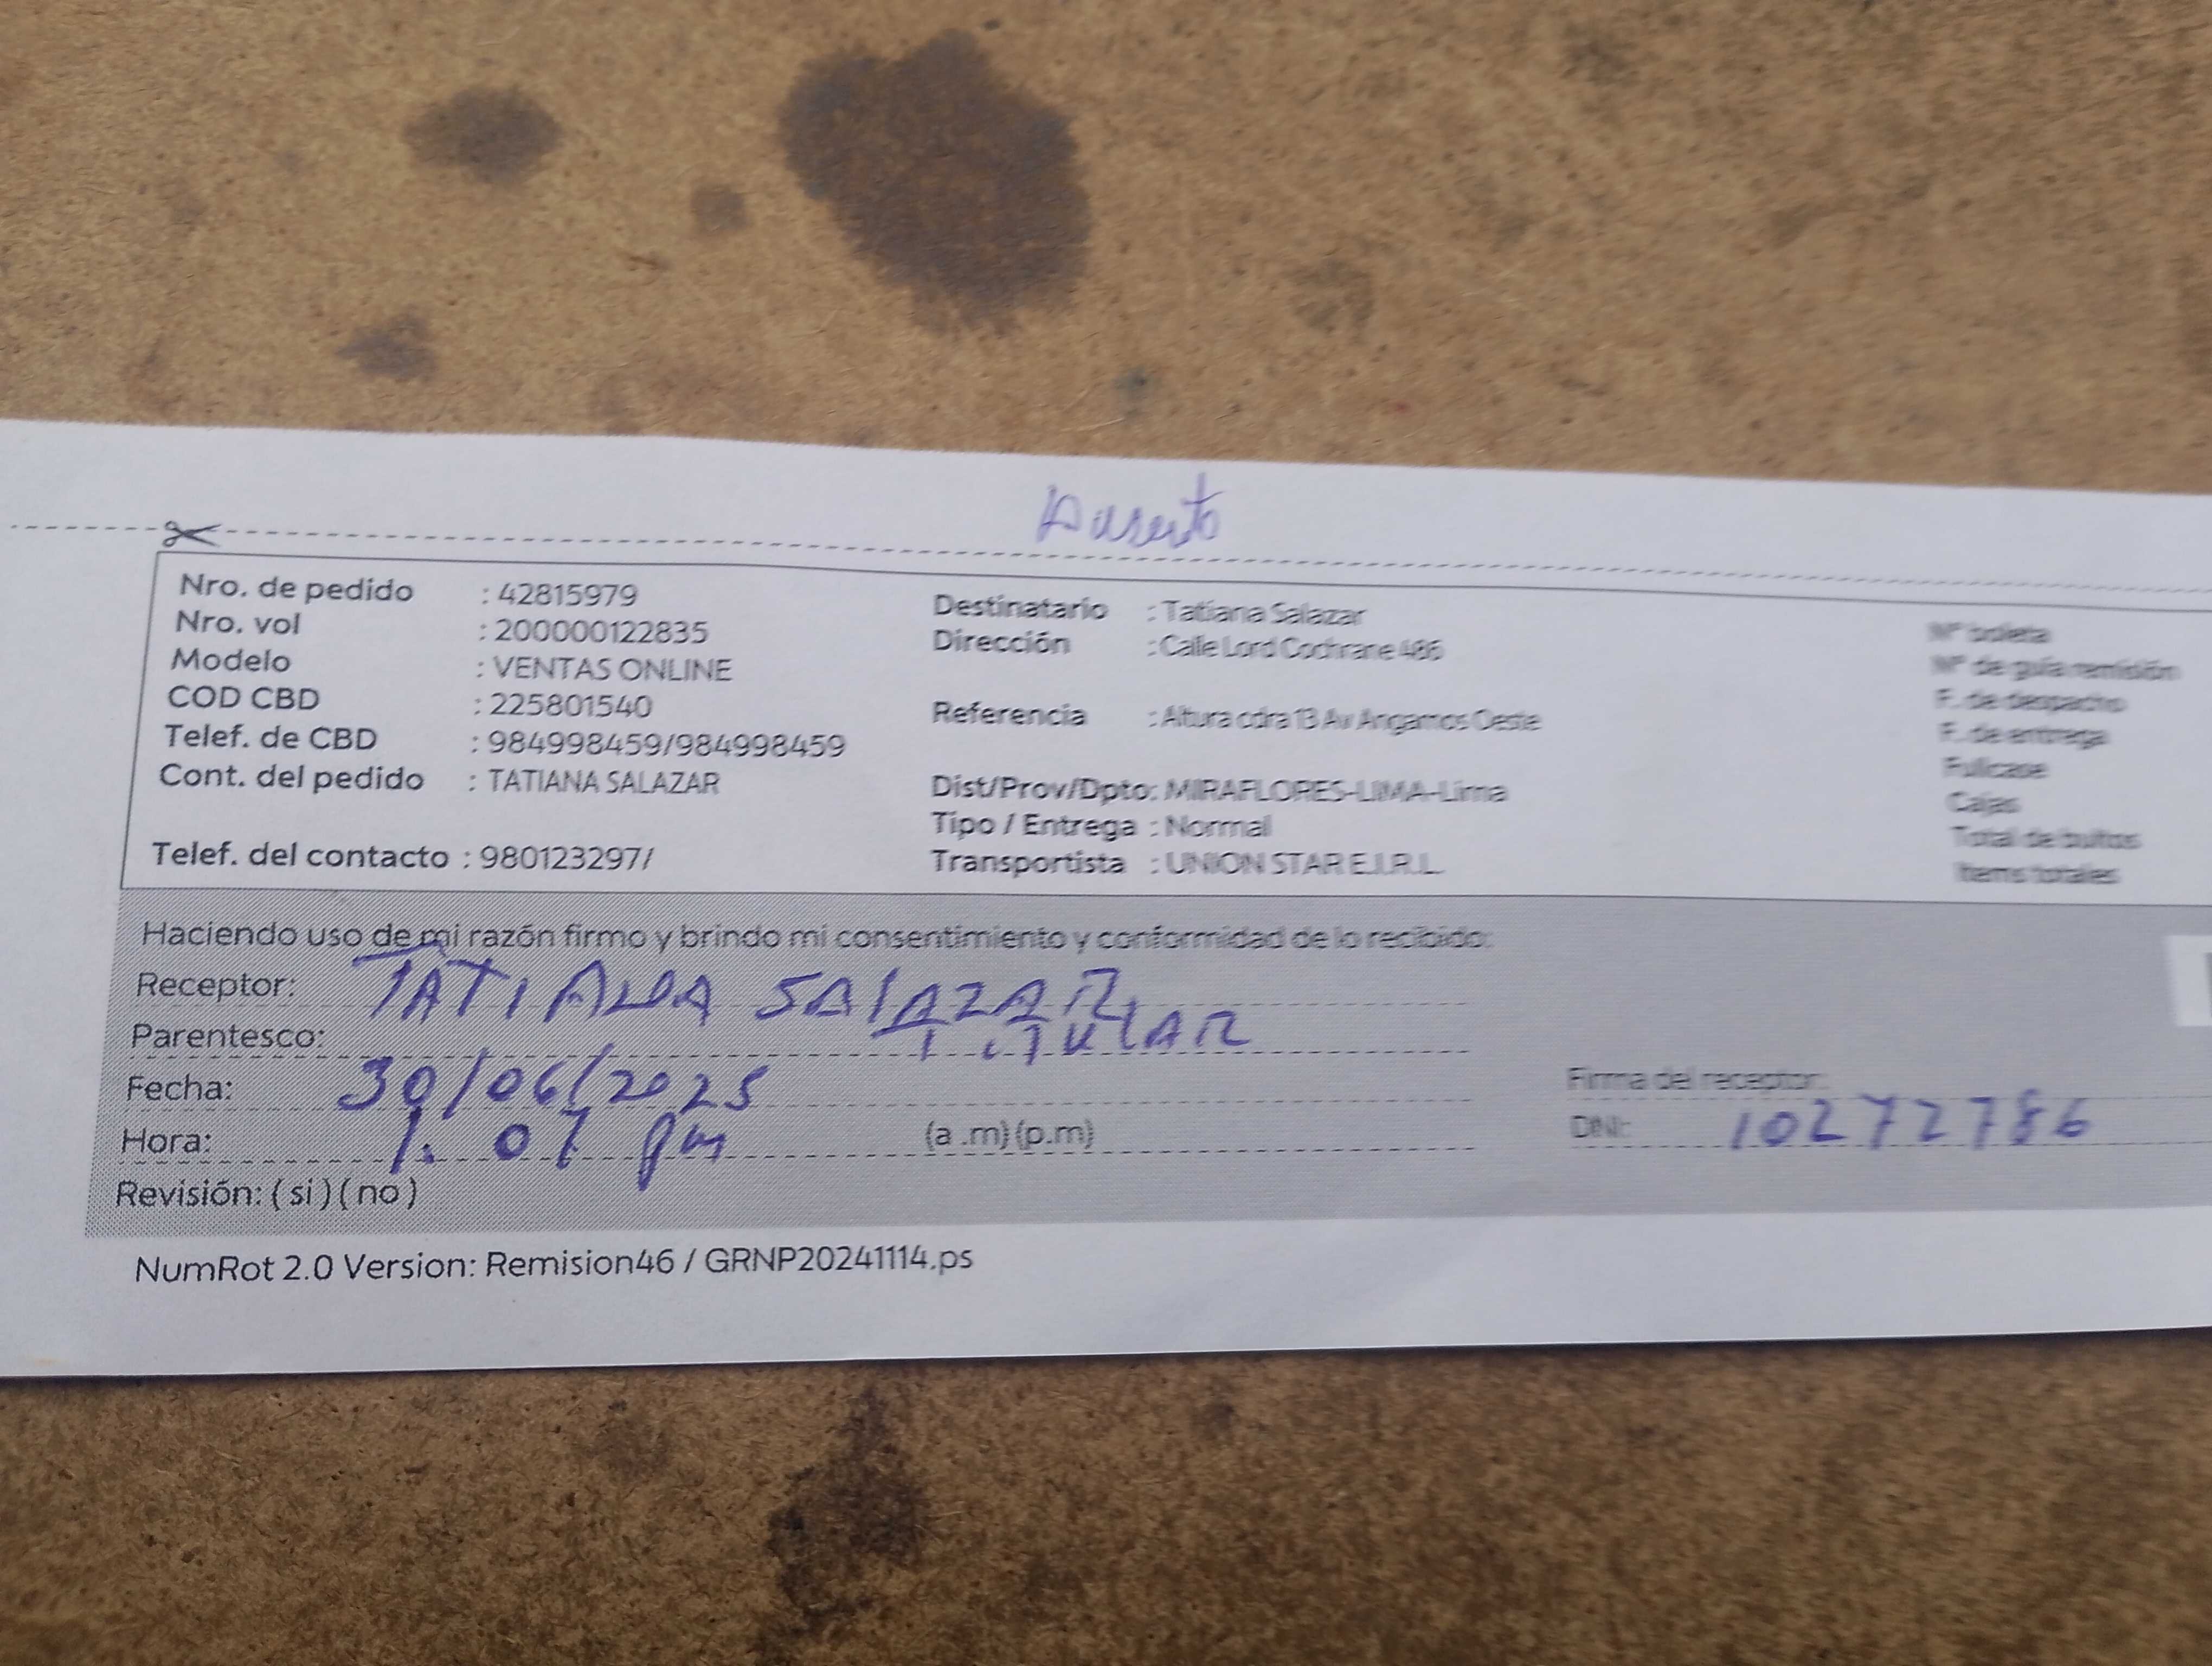 Nro. de pedido : 42815979
Nro. vol : 200000122835
Modelo : VENTAS ONLINE
COD CBD : 225801540
Telef. de CBD : 984998459/984998459
Cont. del pedido : TATIANA SALAZAR
Telef. del contacto : 980123297/
Destinatario : Tatiana Salazar
Dirección : Calle Lord Cochrane 486
Referencia : Altura cdra 13 Av Angamos Oeste
Dist/Prov/Dpto: MIRAFLORES-LIMA-Lima
Tipo / Entrega : Normal
Transportista : UNION STAR E.I.R.L.
N° boleta
N° de guía remisión
F. de despacho
F. de entrega
Fullcase
Cajas
Total de bultos
Items totales
Haciendo uso de mi razón firmo y brindo mi consentimiento y conformidad de lo recibido:
Receptor: TATIANA SALAZAR
Parentesco: TITULAR
Fecha: 30/06/2025
Hora: 1:07 pm (a .m) (p.m)
Revisión: ( si ) ( no )
Firma del receptor:
DNI: 10272786
NumRot 2.0 Version: Remision46 / GRNP20241114.ps